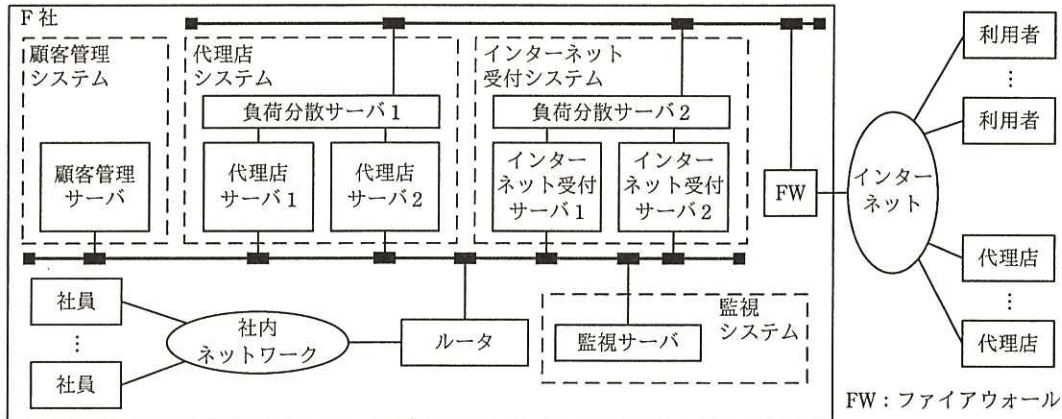 F 社
顧客管理
システム
顧客管理
サーバ
代理店
システム
負荷分散サーバ1
代理店
サーバ1
代理店
サーバ2
インターネット
受付システム
負荷分散サーバ2
インター
ネット受付
サーバ1
インター
ネット受付
サーバ2
FW
インター
ネット
利用者
⋮
利用者
代理店
⋮
代理店
社員
⋮
社員
社内
ネットワーク
ルータ
監視
システム
監視サーバ
FW:ファイアウォール